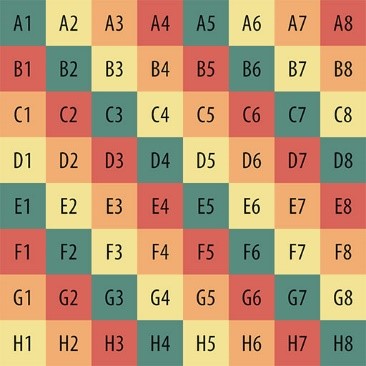 A1 A2 A3 A4 A5 A6 A7 A8
B1 B2 B3 B4 B5 B6 B7 B8
C1 C2 C3 C4 C5 C6 C7 C8
D1 D2 D3 D4 D5 D6 D7 D8
E1 E2 E3 E4 E5 E6 E7 E8
F1 F2 F3 F4 F5 F6 F7 F8
G1 G2 G3 G4 G5 G6 G7 G8
H1 H2 H3 H4 H5 H6 H7 H8